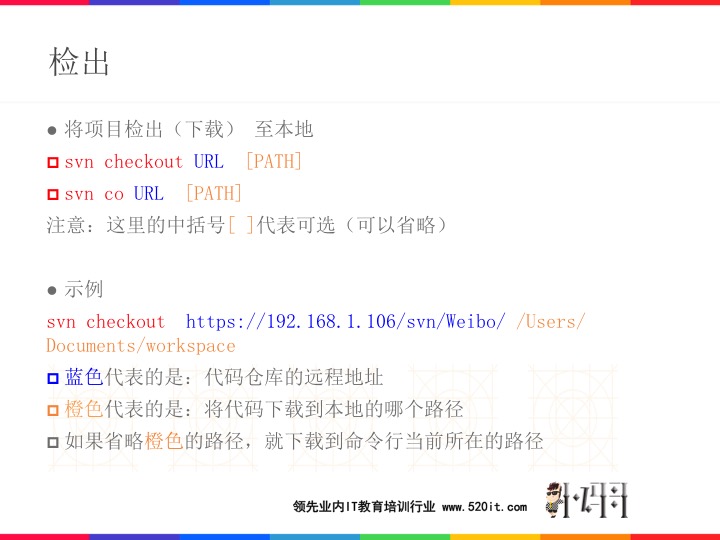 检出
● 将项目检出（下载） 至本地
svn checkout URL [PATH]
svn co URL [PATH]
注意：这里的中括号[ ]代表可选（可以省略）
● 示例
svn checkout https://192.168.1.106/svn/Weibo/ /Users/
Documents/workspace
蓝色代表的是：代码仓库的远程地址
橙色代表的是：将代码下载到本地的哪个路径
如果省略橙色的路径，就下载到命令行当前所在的路径
领先业内IT教育培训行业 www.520it.com
小码哥